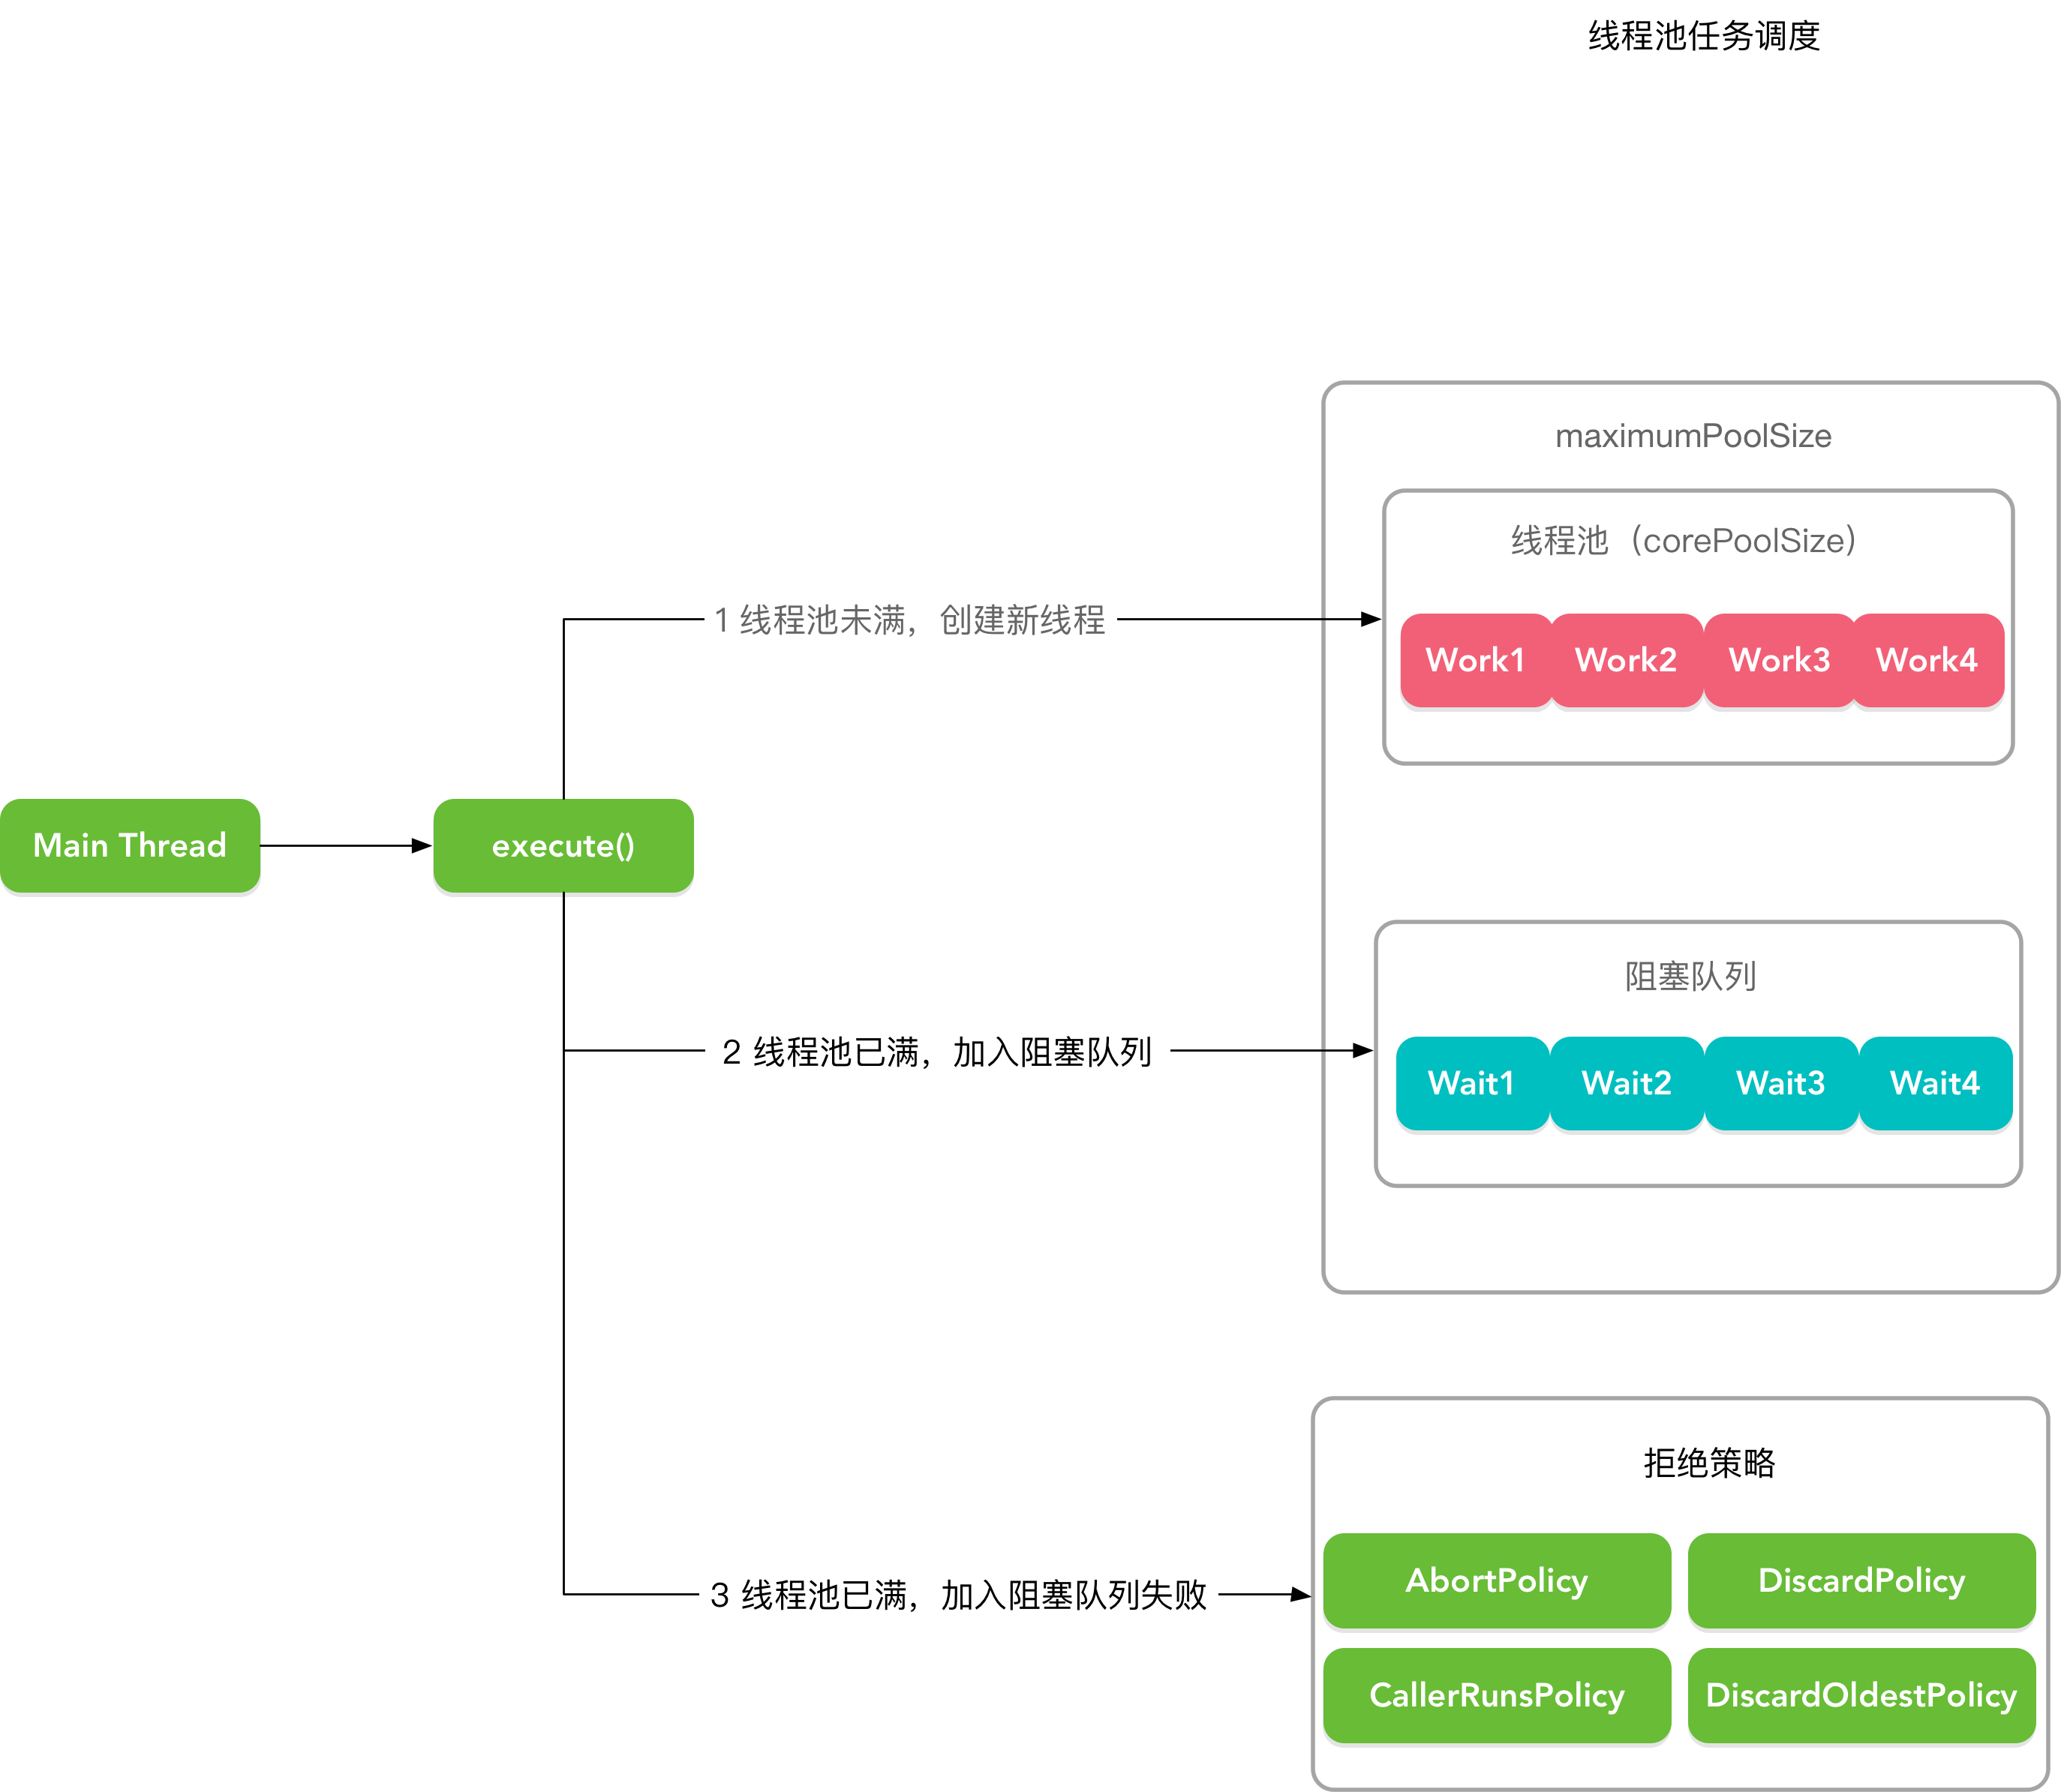 线程池任务调度
maximumPoolSize
线程池（corePoolSize）
1 线程池未满，创建新线程
Work1 Work2 Work3 Work4
Main Thread
execute()
阻塞队列
2 线程池已满，加入阻塞队列
Wait1 Wait2 Wait3 Wait4
拒绝策略
3 线程池已满，加入阻塞队列失败
AbortPolicy DiscardPolicy
CallerRunsPolicy DiscardOldestPolicy